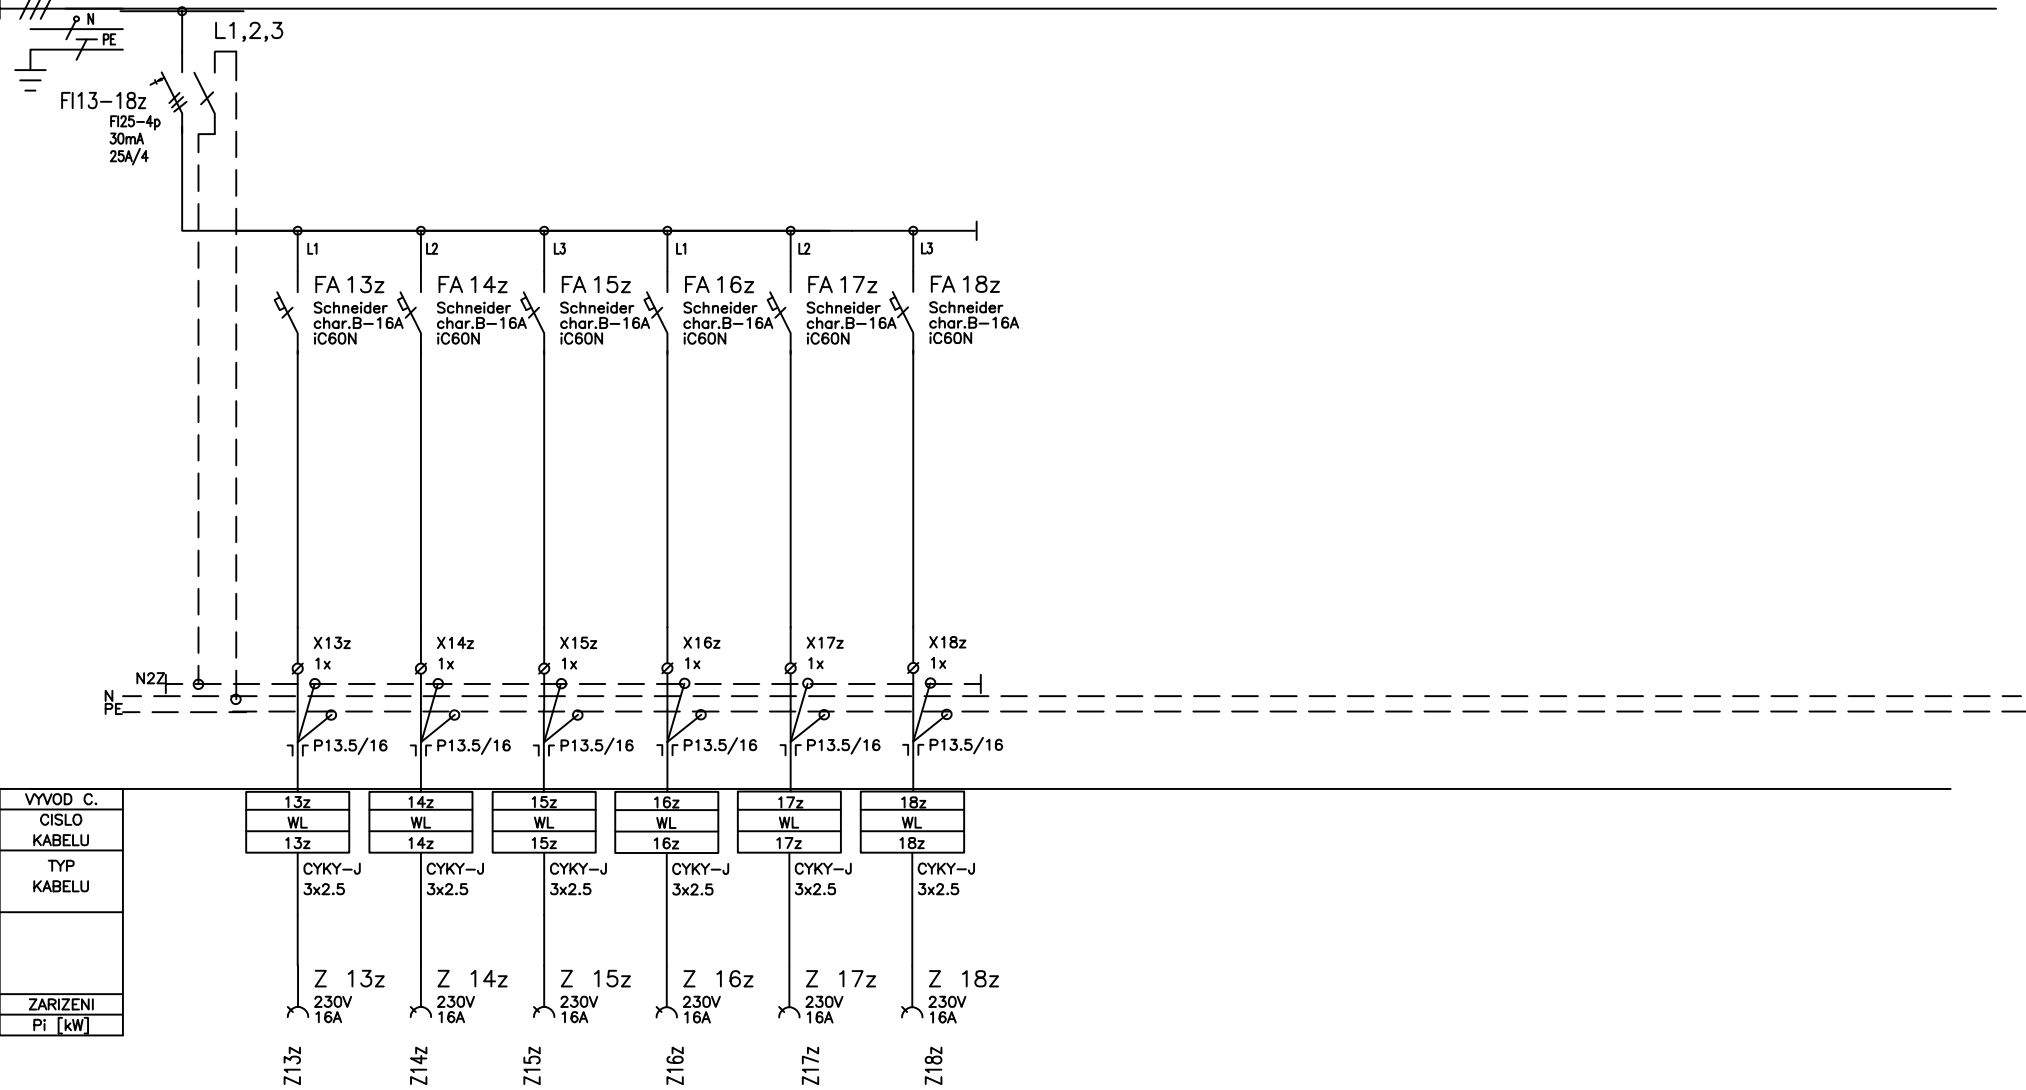 N
PE
L1,2,3
FI13-18z
FI25-4p
30mA
25A/4
L1 L2 L3 L1 L2 L3
FA 13z FA 14z FA 15z FA 16z FA 17z FA 18z
Schneider Schneider Schneider Schneider Schneider Schneider
char.B-16A char.B-16A char.B-16A char.B-16A char.B-16A char.B-16A
iC60N iC60N iC60N iC60N iC60N iC60N
X13z X14z X15z X16z X17z X18z
1x 1x 1x 1x 1x 1x
N2Z
N
PE
P13.5/16 P13.5/16 P13.5/16 P13.5/16 P13.5/16 P13.5/16
VYVOD C. 13z 14z 15z 16z 17z 18z
CISLO WL WL WL WL WL WL
KABELU 13z 14z 15z 16z 17z 18z
TYP CYKY-J CYKY-J CYKY-J CYKY-J CYKY-J CYKY-J
KABELU 3x2.5 3x2.5 3x2.5 3x2.5 3x2.5 3x2.5
Z 13z Z 14z Z 15z Z 16z Z 17z Z 18z
ZARIZENI 230V 230V 230V 230V 230V 230V
16A 16A 16A 16A 16A 16A
Pi [kW]
Z13z Z14z Z15z Z16z Z17z Z18z